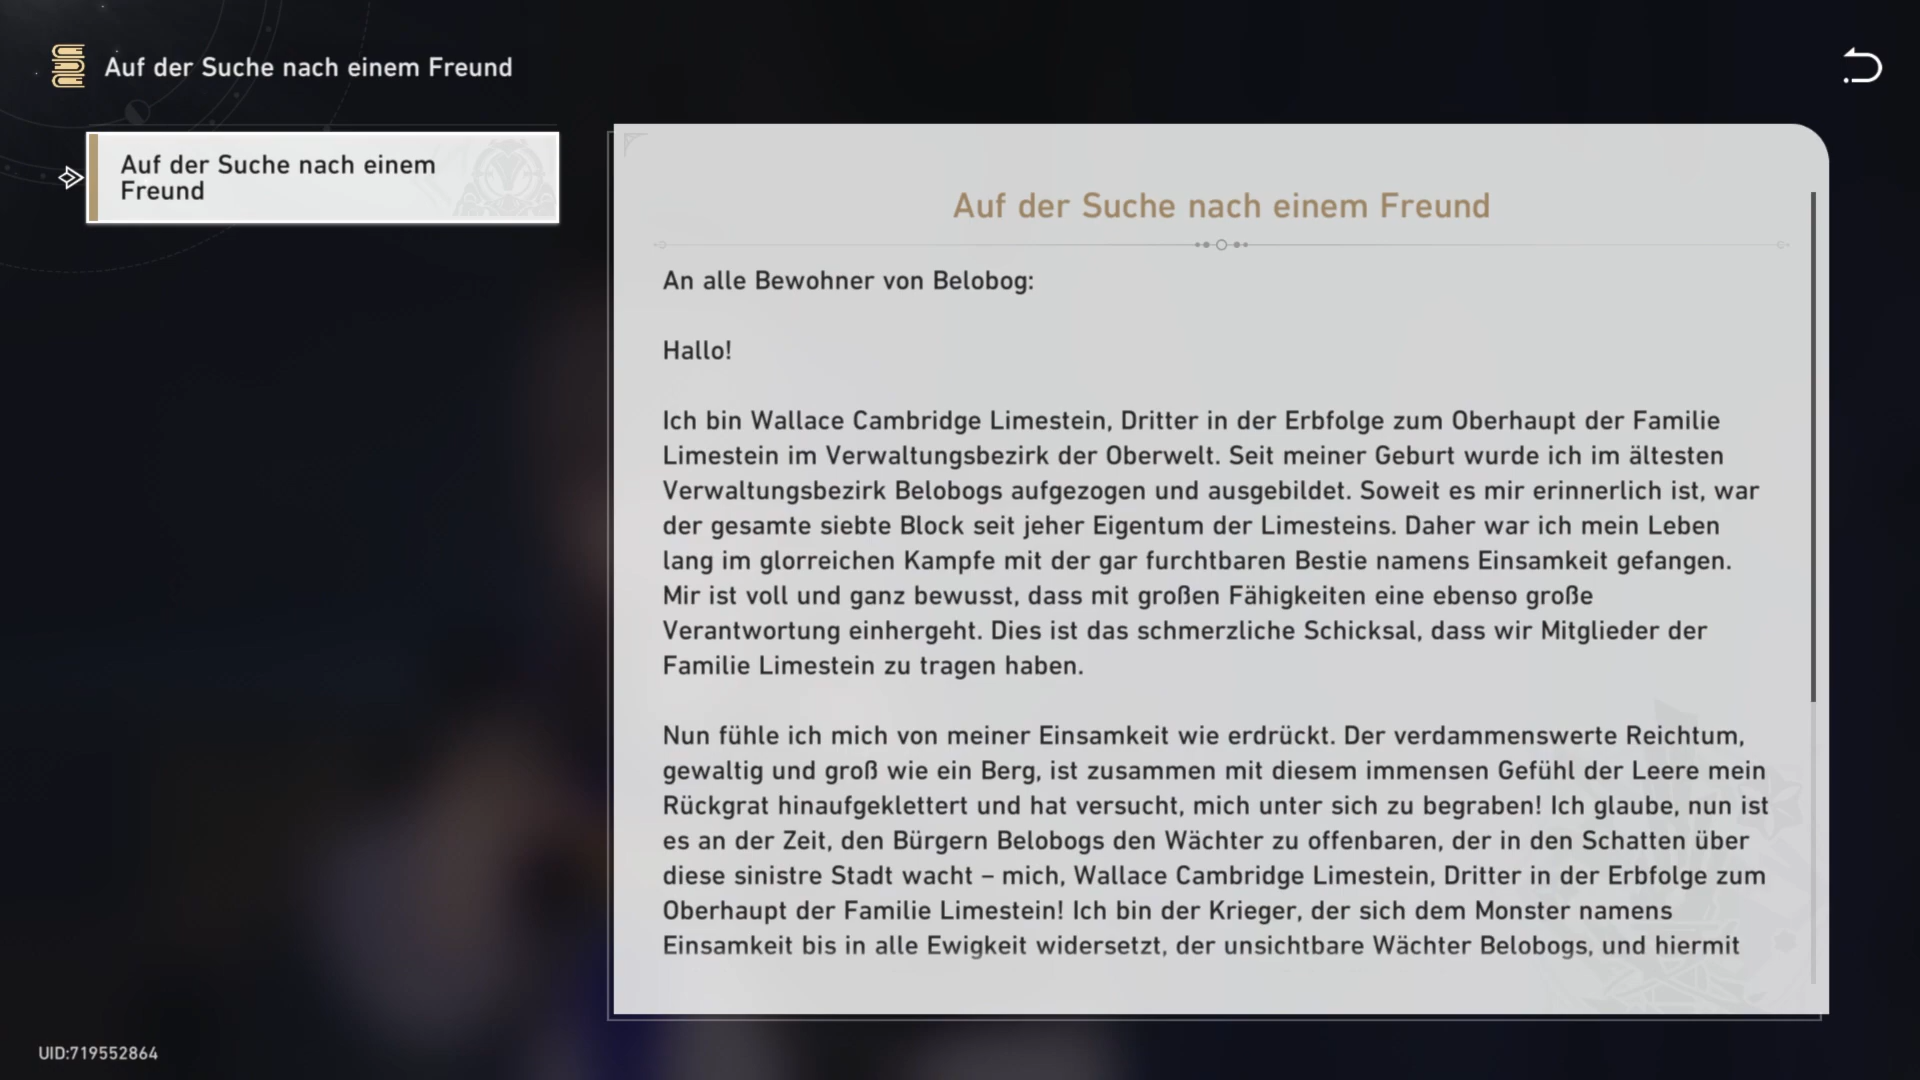 Auf der Suche nach einem Freund
Auf der Suche nach einem
Freund
Auf der Suche nach einem Freund
An alle Bewohner von Belobog:
Hallo!
Ich bin Wallace Cambridge Limestein, Dritter in der Erbfolge zum Oberhaupt der Familie
Limestein im Verwaltungsbezirk der Oberwelt. Seit meiner Geburt wurde ich im ältesten
Verwaltungsbezirk Belobogs aufgezogen und ausgebildet. Soweit es mir erinnerlich ist, war
der gesamte siebte Block seit jeher Eigentum der Limesteins. Daher war ich mein Leben
lang im glorreichen Kampfe mit der gar furchtbaren Bestie namens Einsamkeit gefangen.
Mir ist voll und ganz bewusst, dass mit großen Fähigkeiten eine ebenso große
Verantwortung einhergeht. Dies ist das schmerzliche Schicksal, dass wir Mitglieder der
Familie Limestein zu tragen haben.
Nun fühle ich mich von meiner Einsamkeit wie erdrückt. Der verdammenswerte Reichtum,
gewaltig und groß wie ein Berg, ist zusammen mit diesem immensen Gefühl der Leere mein
Rückgrat hinaufgeklettert und hat versucht, mich unter sich zu begraben! Ich glaube, nun ist
es an der Zeit, den Bürgern Belobogs den Wächter zu offenbaren, der in den Schatten über
diese sinistre Stadt wacht – mich, Wallace Cambridge Limestein, Dritter in der Erbfolge zum
Oberhaupt der Familie Limestein! Ich bin der Krieger, der sich dem Monster namens
Einsamkeit bis in alle Ewigkeit widersetzt, der unsichtbare Wächter Belobogs, und hiermit
UID:719552864